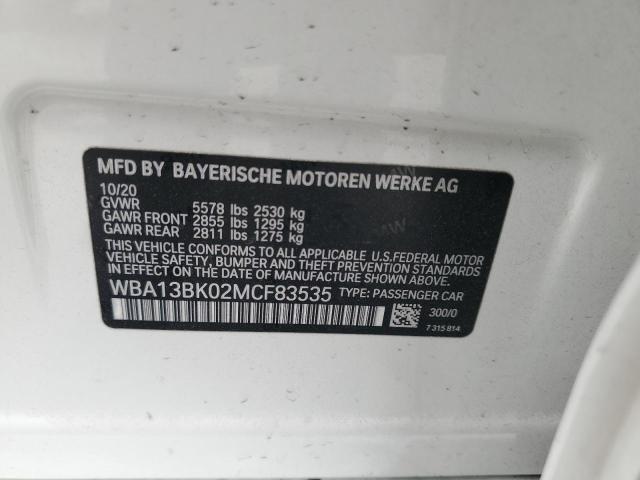 MFD BY BAYERISCHE MOTOREN WERKE AG
10/20
GVWR 5578 lbs 2530 kg
GAWR FRONT 2855 lbs 1295 kg
GAWR REAR 2811 lbs 1275 kg
THIS VEHICLE CONFORMS TO ALL APPLICABLE U.S.FEDERAL MOTOR
VEHICLE SAFETY, BUMPER AND THEFT PREVENTION STANDARDS
IN EFFECT ON THE DATE OF MANUFACTURE SHOWN ABOVE.
WBA13BK02MCF83535 TYPE: PASSENGER CAR
300/0
7 315 814